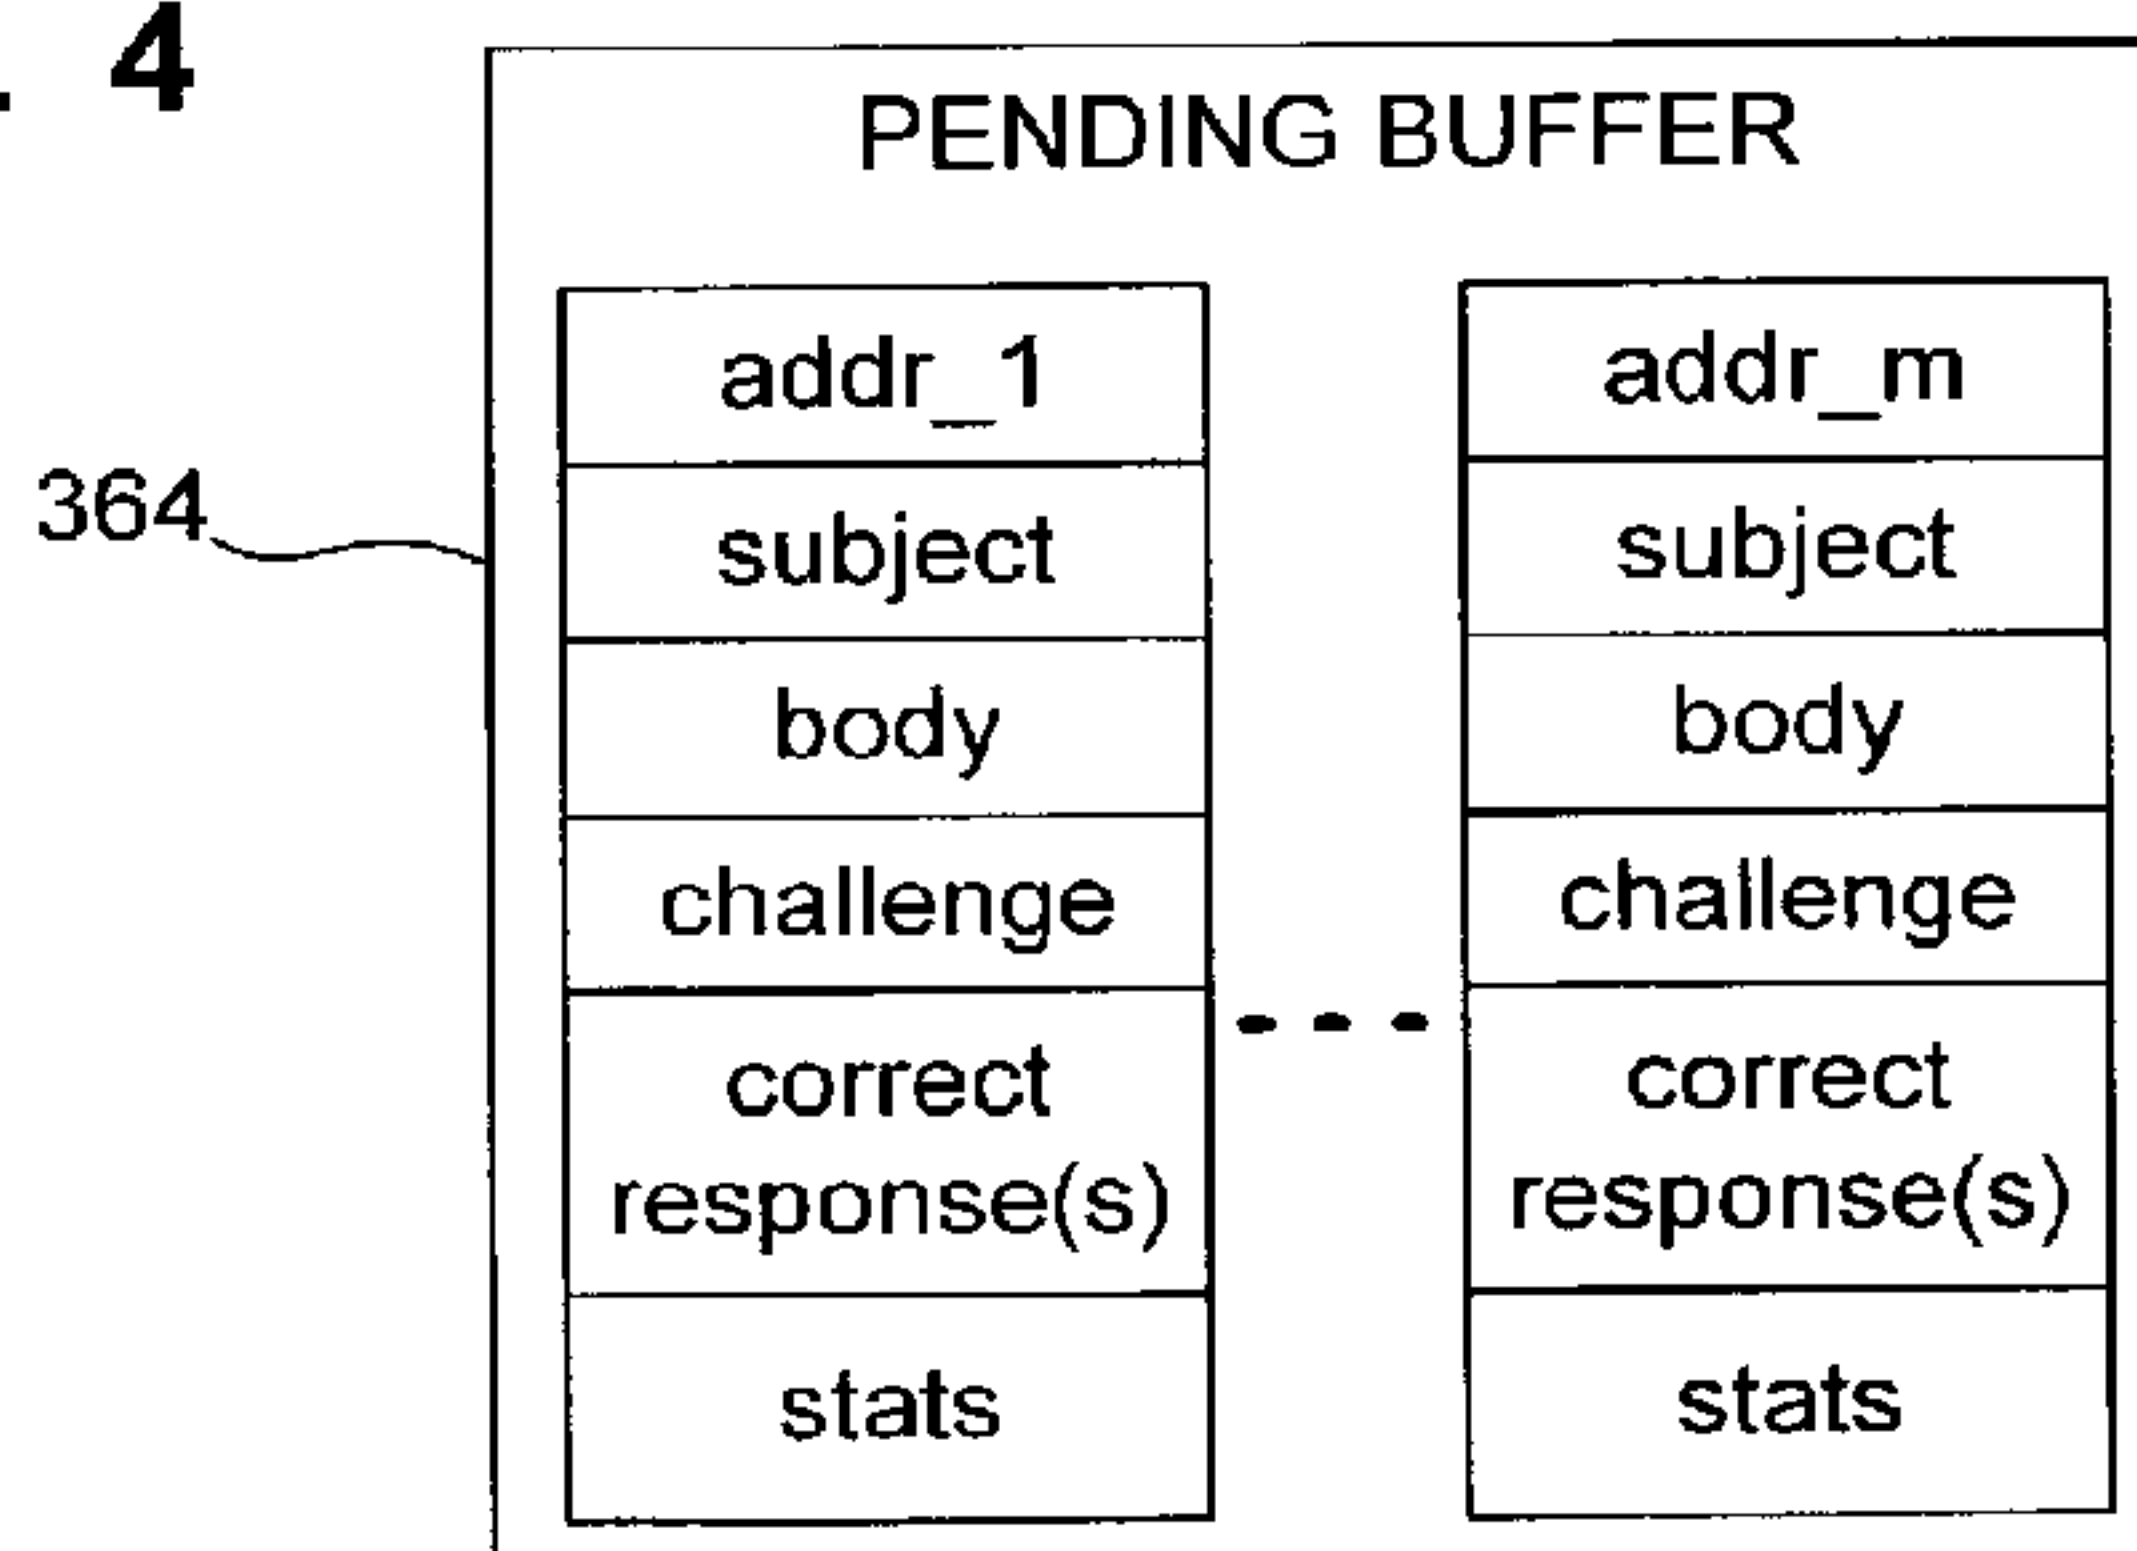 . 4
PENDING BUFFER
addr_1
subject
body
challenge
correct
response(s)
stats
364
addr_m
subject
body
challenge
correct
response(s)
stats